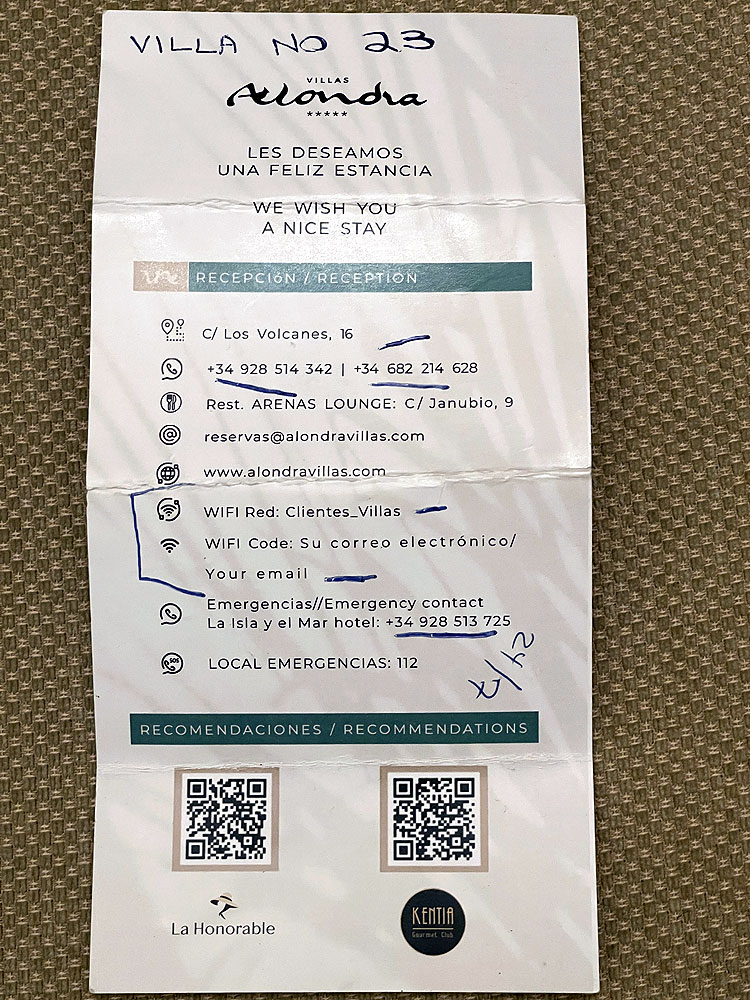 VILLA NO 23
VILLAS
Alondra
*****
LES DESEAMOS
UNA FELIZ ESTANCIA
WE WISH YOU
A NICE STAY
RECEPCIóN / RECEPTION
C/ Los Volcanes, 16
+34 928 514 342 | +34 682 214 628
Rest. ARENAS LOUNGE: C/ Janubio, 9
reservas@alondravillas.com
www.alondravillas.com
WIFI Red: Clientes_Villas
WIFI Code: Su correo electrónico/
Your email
Emergencias//Emergency contact
La Isla y el Mar hotel: +34 928 513 725
24/7
SOS
LOCAL EMERGENCIAS: 112
RECOMENDACIONES / RECOMMENDATIONS
La Honorable
KENTIA
Gourmet Club